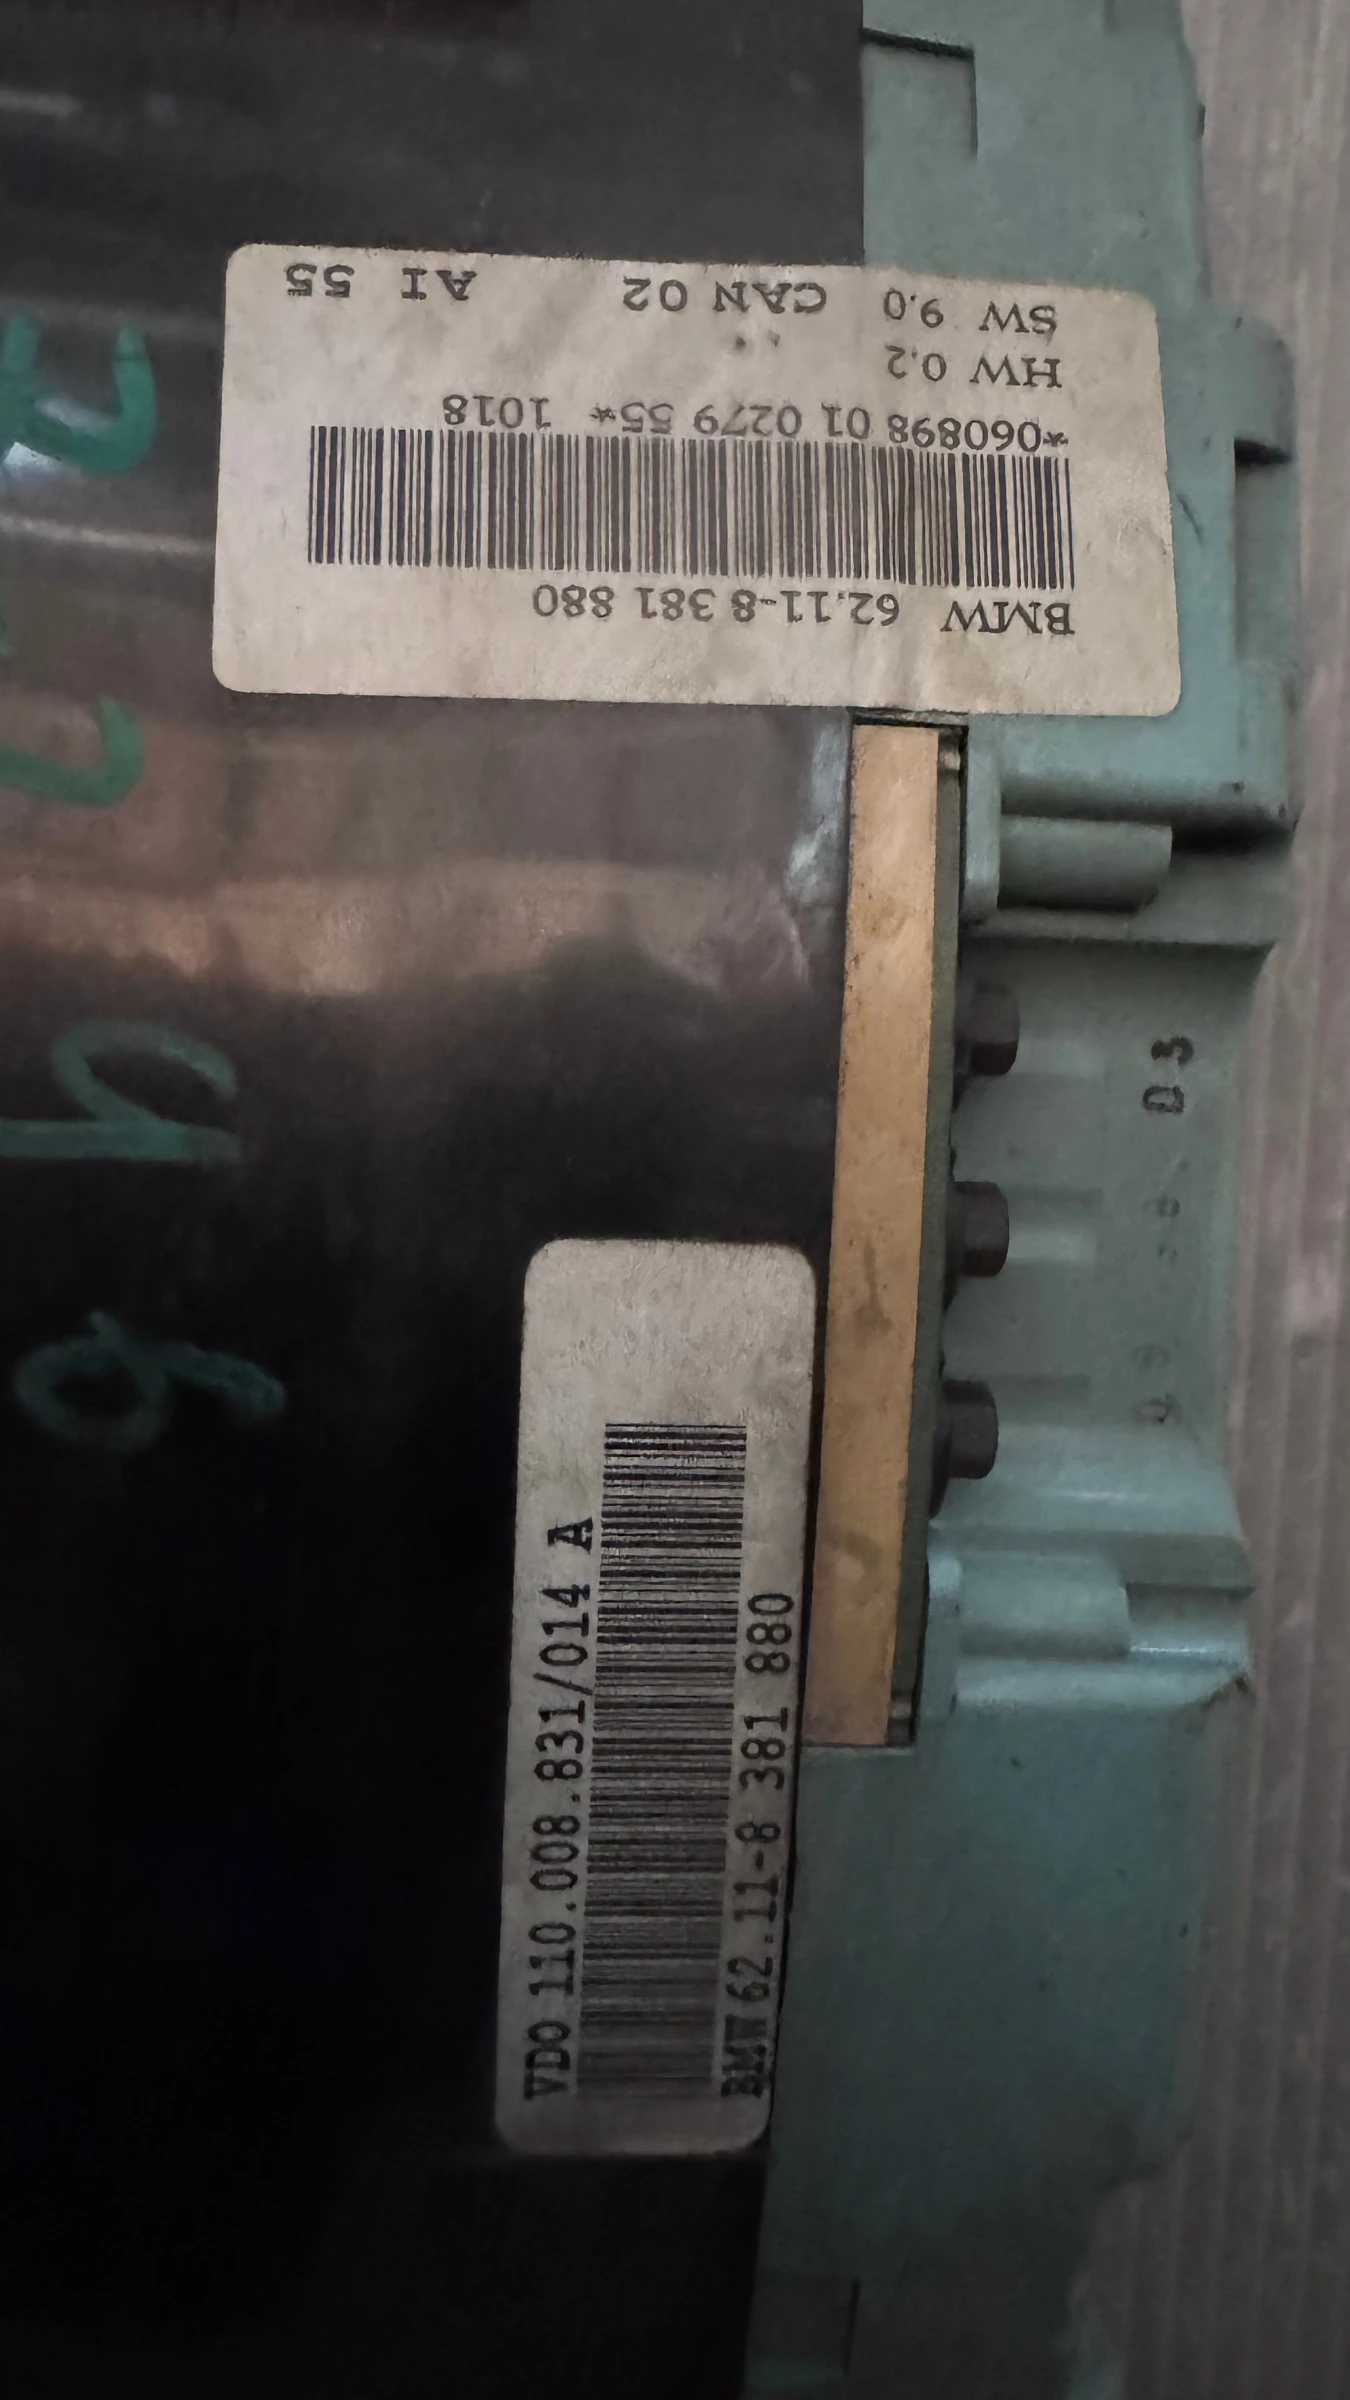 BMW 62.11-8 381 880
*060898 01 0279 55* 1018
HW 0.2
SW 9.0 CAN 02 AI 55
VDO 110.008.831/014 A
BMW 62.11-8 381 880